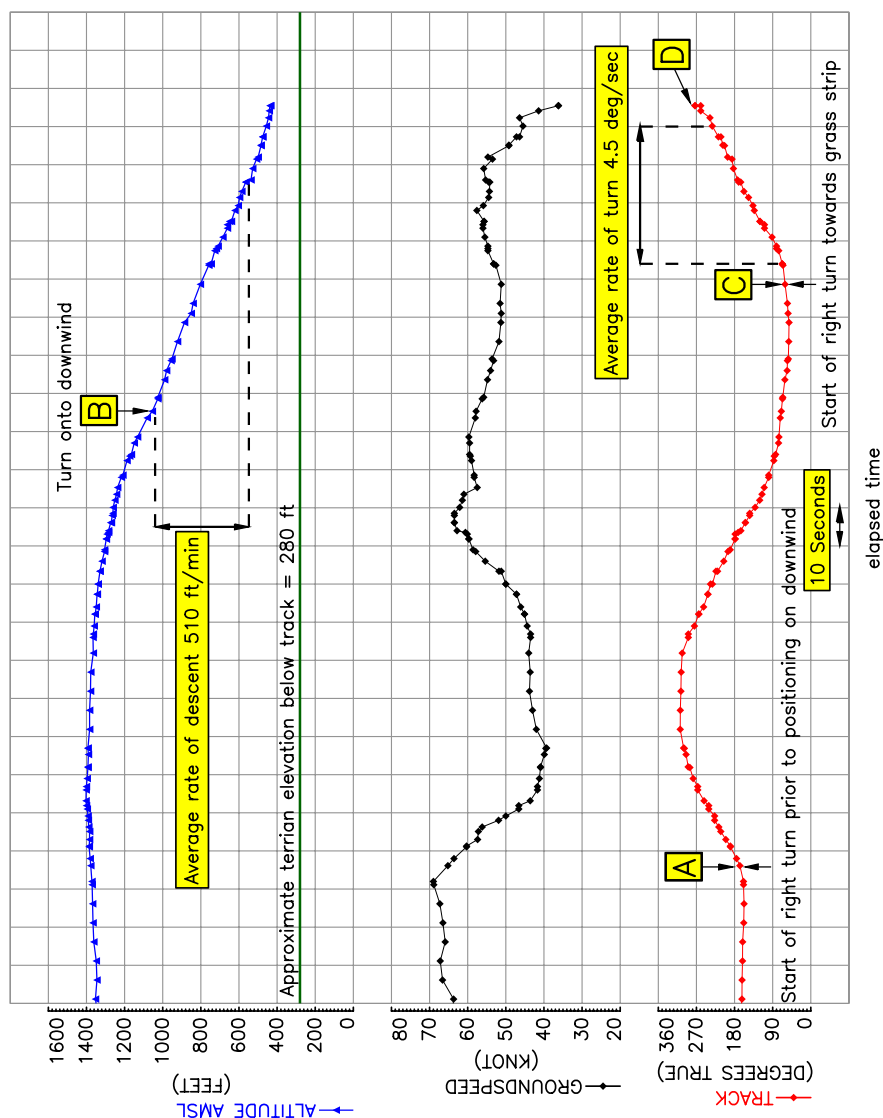 1600
1400
1200
1000
800
600
400
200
0
(FEET)
ALTITUDE AMSL
Turn onto downwind
B
Average rate of descent 510 ft/min
Approximate terrian elevation below track = 280 ft
80
70
60
50
40
30
20
(KNOT)
GROUNDSPEED
Average rate of turn 4.5 deg/sec
360
270
180
90
0
(DEGREES TRUE)
TRACK
A
C
D
Start of right turn prior to positioning on downwind
Start of right turn towards grass strip
10 Seconds
elapsed time